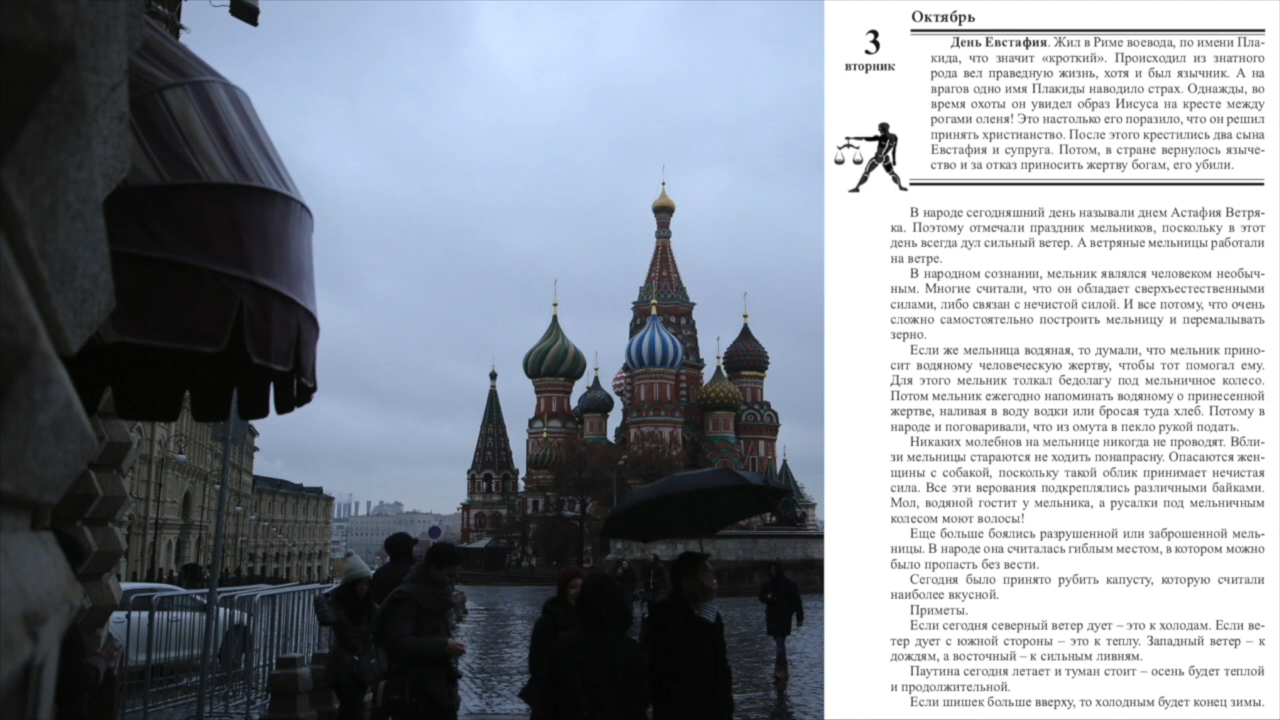 Октябрь
3
вторник
День Евстафия. Жил в Риме воевода, по имени Пла-
кида, что значит «кроткий». Происходил из знатного
рода вел праведную жизнь, хотя и был язычник. А на
врагов одно имя Плакиды наводило страх. Однажды, во
время охоты он увидел образ Иисуса на кресте между
рогами оленя! Это настолько его поразило, что он решил
принять христианство. После этого крестились два сына
Евстафия и супруга. Потом, в стране вернулось языче-
ство и за отказ приносить жертву богам, его убили.
В народе сегодняшний день называли днем Астафия Ветря-
ка. Поэтому отмечали праздник мельников, поскольку в этот
день всегда дул сильный ветер. А ветряные мельницы работали
на ветре.
В народном сознании, мельник являлся человеком необыч-
ным. Многие считали, что он обладает сверхъестественными
силами, либо связан с нечистой силой. И все потому, что очень
сложно самостоятельно построить мельницу и перемалывать
зерно.
Если же мельница водяная, то думали, что мельник прино-
сит водяному человеческую жертву, чтобы тот помогал ему.
Для этого мельник толкал бедолагу под мельничное колесо.
Потом мельник ежегодно напоминать водяному о принесенной
жертве, наливая в воду водки или бросая туда хлеб. Потому в
народе и поговаривали, что из омута в пекло рукой подать.
Никаких молебнов на мельнице никогда не проводят. Вбли-
зи мельницы стараются не ходить понапрасну. Опасаются жен-
щины с собакой, поскольку такой облик принимает нечистая
сила. Все эти верования подкреплялись различными байками.
Мол, водяной гостит у мельника, а русалки под мельничным
колесом моют волосы!
Еще больше боялись разрушенной или заброшенной мель-
ницы. В народе она считалась гиблым местом, в котором можно
было пропасть без вести.
Сегодня было принято рубить капусту, которую считали
наиболее вкусной.
Приметы.
Если сегодня северный ветер дует – это к холодам. Если ве-
тер дует с южной стороны – это к теплу. Западный ветер – к
дождям, а восточный – к сильным ливням.
Паутина сегодня летает и туман стоит – осень будет теплой
и продолжительной.
Если шишек больше вверху, то холодным будет конец зимы.